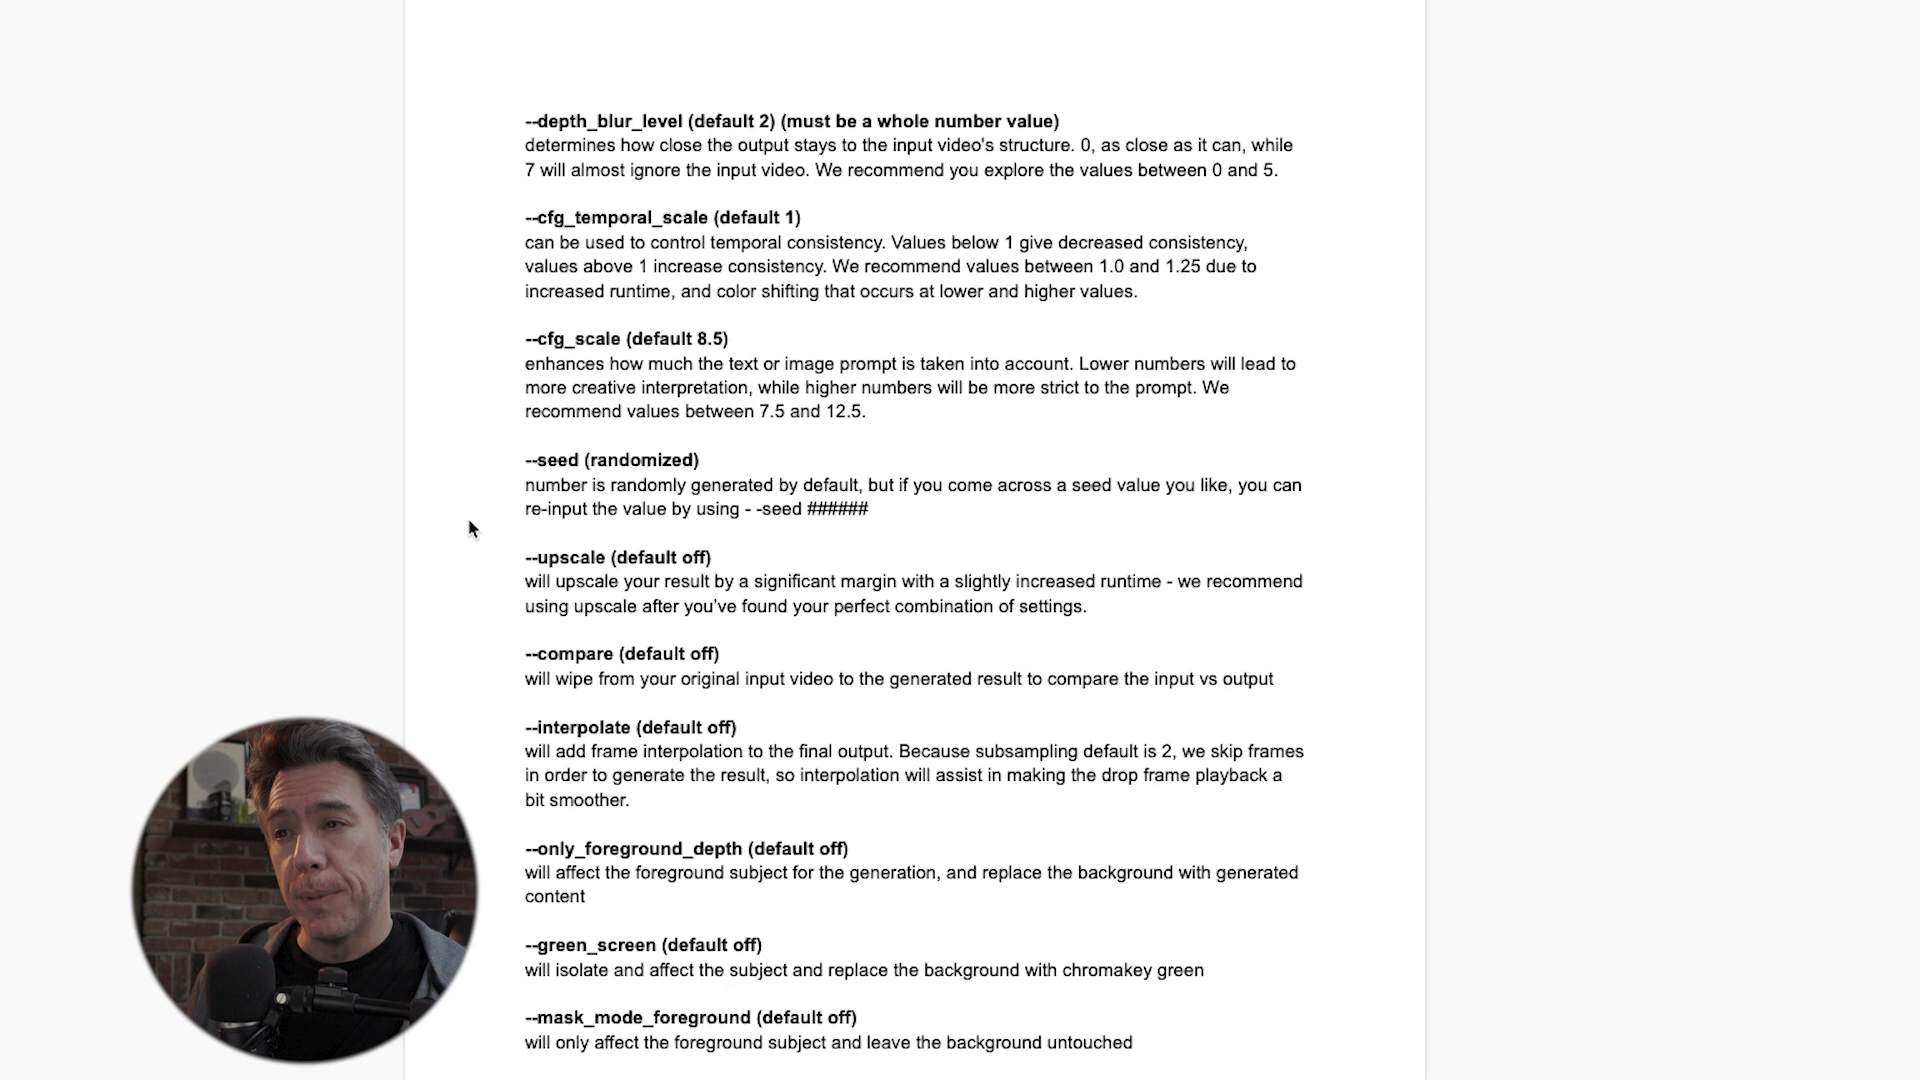 --depth_blur_level (default 2) (must be a whole number value)
determines how close the output stays to the input video's structure. 0, as close as it can, while
7 will almost ignore the input video. We recommend you explore the values between 0 and 5.
--cfg_temporal_scale (default 1)
can be used to control temporal consistency. Values below 1 give decreased consistency,
values above 1 increase consistency. We recommend values between 1.0 and 1.25 due to
increased runtime, and color shifting that occurs at lower and higher values.
--cfg_scale (default 8.5)
enhances how much the text or image prompt is taken into account. Lower numbers will lead to
more creative interpretation, while higher numbers will be more strict to the prompt. We
recommend values between 7.5 and 12.5.
--seed (randomized)
number is randomly generated by default, but if you come across a seed value you like, you can
re-input the value by using - -seed ######
--upscale (default off)
will upscale your result by a significant margin with a slightly increased runtime - we recommend
using upscale after you've found your perfect combination of settings.
--compare (default off)
will wipe from your original input video to the generated result to compare the input vs output
--interpolate (default off)
will add frame interpolation to the final output. Because subsampling default is 2, we skip frames
in order to generate the result, so interpolation will assist in making the drop frame playback a
bit smoother.
--only_foreground_depth (default off)
will affect the foreground subject for the generation, and replace the background with generated
content
--green_screen (default off)
will isolate and affect the subject and replace the background with chromakey green
--mask_mode_foreground (default off)
will only affect the foreground subject and leave the background untouched